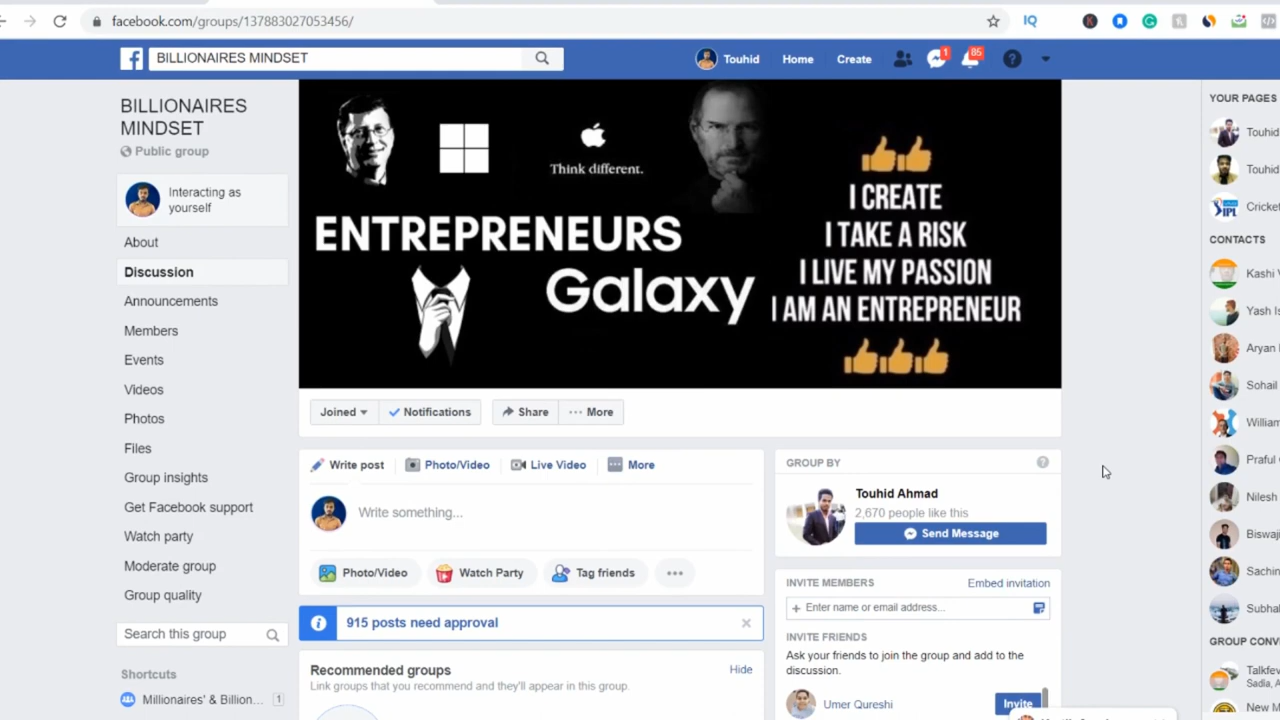 facebook.com/groups/137883027053456/
IQ
BILLIONAIRES MINDSET
Touhid
Home
Create
1
85
BILLIONAIRES
MINDSET
Public group
Interacting as
yourself
About
Discussion
Announcements
Members
Events
Videos
Photos
Files
Group insights
Get Facebook support
Watch party
Moderate group
Group quality
Search this group
Shortcuts
Millionaires' & Billion...
1
Think different.
ENTREPRENEURS
Galaxy
I CREATE
I TAKE A RISK
I LIVE MY PASSION
I AM AN ENTREPRENEUR
Joined
Notifications
Share
More
Write post
Photo/Video
Live Video
More
Write something...
Photo/Video
Watch Party
Tag friends
915 posts need approval
Recommended groups
Hide
Link groups that you recommend and they'll appear in this group.
GROUP BY
Touhid Ahmad
2,670 people like this
Send Message
INVITE MEMBERS
Embed invitation
Enter name or email address...
INVITE FRIENDS
Ask your friends to join the group and add to the
discussion.
Umer Qureshi
Invite
YOUR PAGES
Touhid
Touhid
IPL
Cricket
CONTACTS
Kashi
Yash Is
Aryan
Sohail
William
Praful
Nilesh
Biswaji
Sachin
Subhal
GROUP CONV
Talkfev
Sadia, A
New M